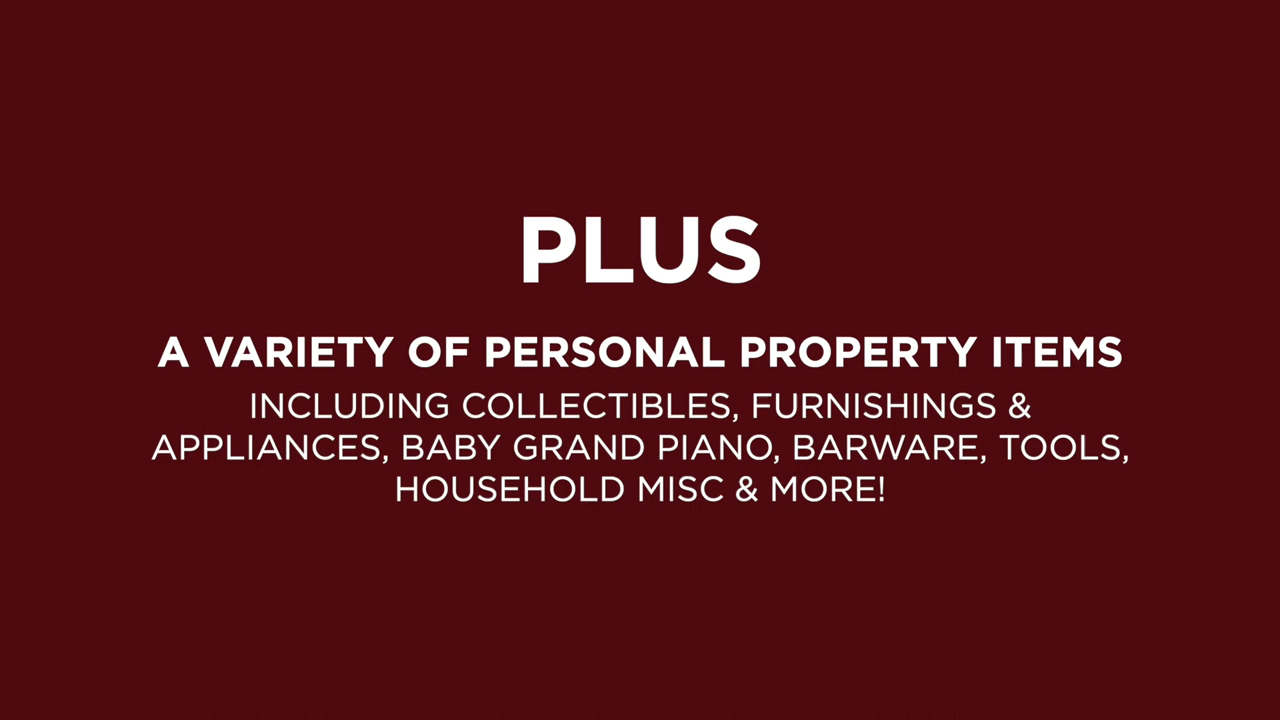 PLUS
A VARIETY OF PERSONAL PROPERTY ITEMS
INCLUDING COLLECTIBLES, FURNISHINGS &
APPLIANCES, BABY GRAND PIANO, BARWARE, TOOLS,
HOUSEHOLD MISC & MORE!